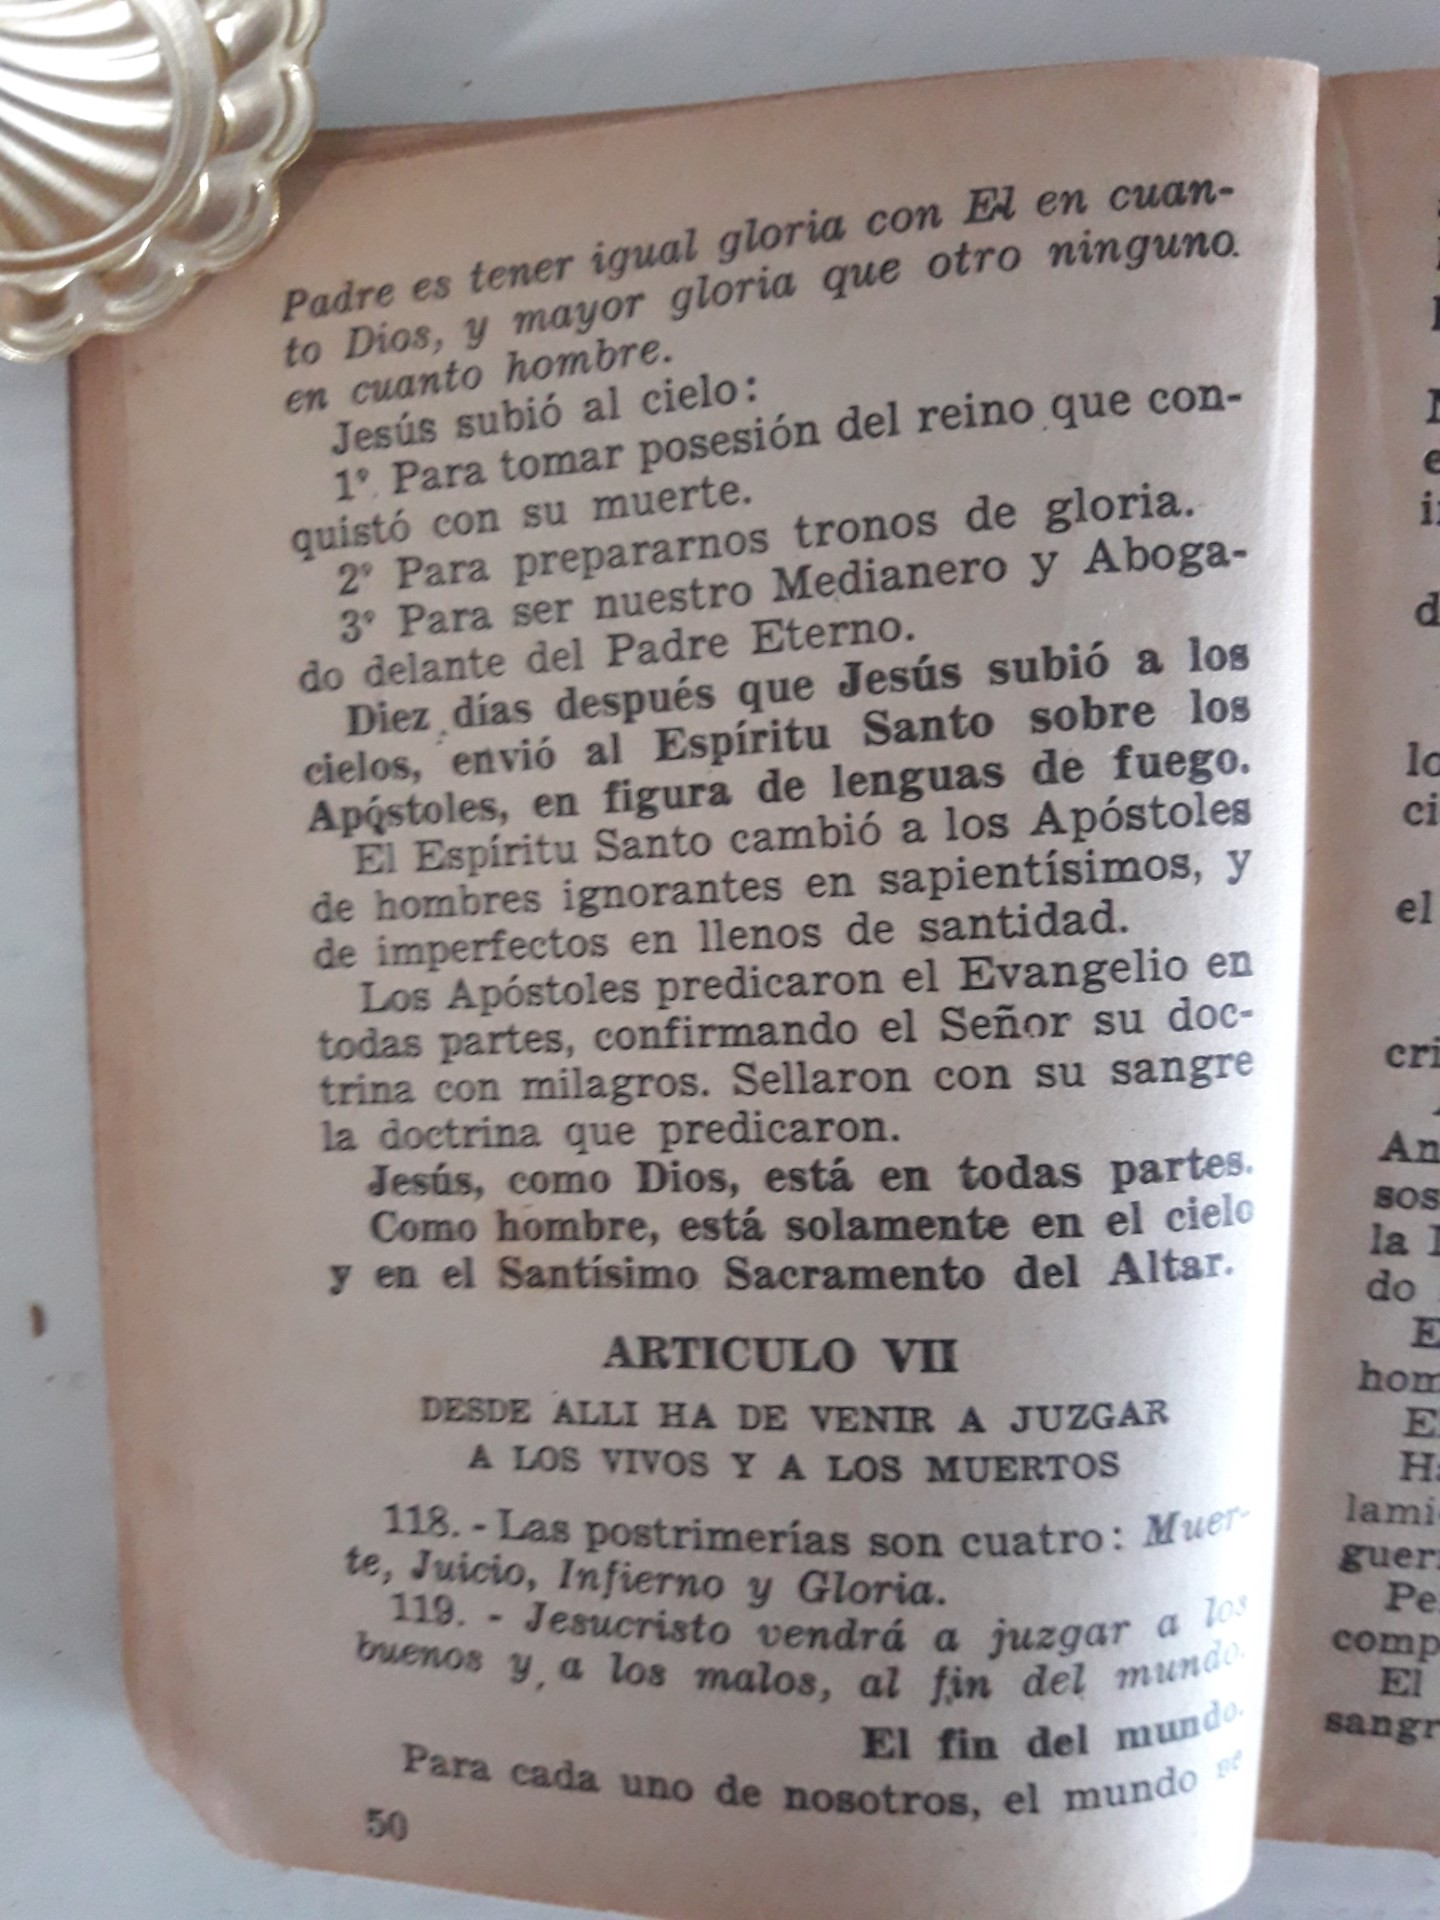 Padre es tener igual gloria con El en cuan-
to Dios, y mayor gloria que otro ninguno.
en cuanto hombre.
Jesús subió al cielo:
1º Para tomar posesión del reino que con-
quistó con su muerte.
2º Para prepararnos tronos de gloria.
3º Para ser nuestro Medianero y Aboga-
do delante del Padre Eterno.
Diez días después que Jesús subió a los
cielos, envió al Espíritu Santo sobre los
Apóstoles, en figura de lenguas de fuego.
El Espíritu Santo cambió a los Apóstoles
de hombres ignorantes en sapientísimos, y
de imperfectos en llenos de santidad.
Los Apóstoles predicaron el Evangelio en
todas partes, confirmando el Señor su doc-
trina con milagros. Sellaron con su sangre
la doctrina que predicaron.
Jesús, como Dios, está en todas partes.
Como hombre, está solamente en el cielo
y en el Santísimo Sacramento del Altar.
ARTICULO VII
DESDE ALLI HA DE VENIR A JUZGAR
A LOS VIVOS Y A LOS MUERTOS
118. - Las postrimerías son cuatro: Muer-
te, Juicio, Infierno y Gloria.
119. - Jesucristo vendrá a juzgar a los
buenos y a los malos, al fin del mundo.
El fin del mundo.
Para cada uno de nosotros, el mundo
50